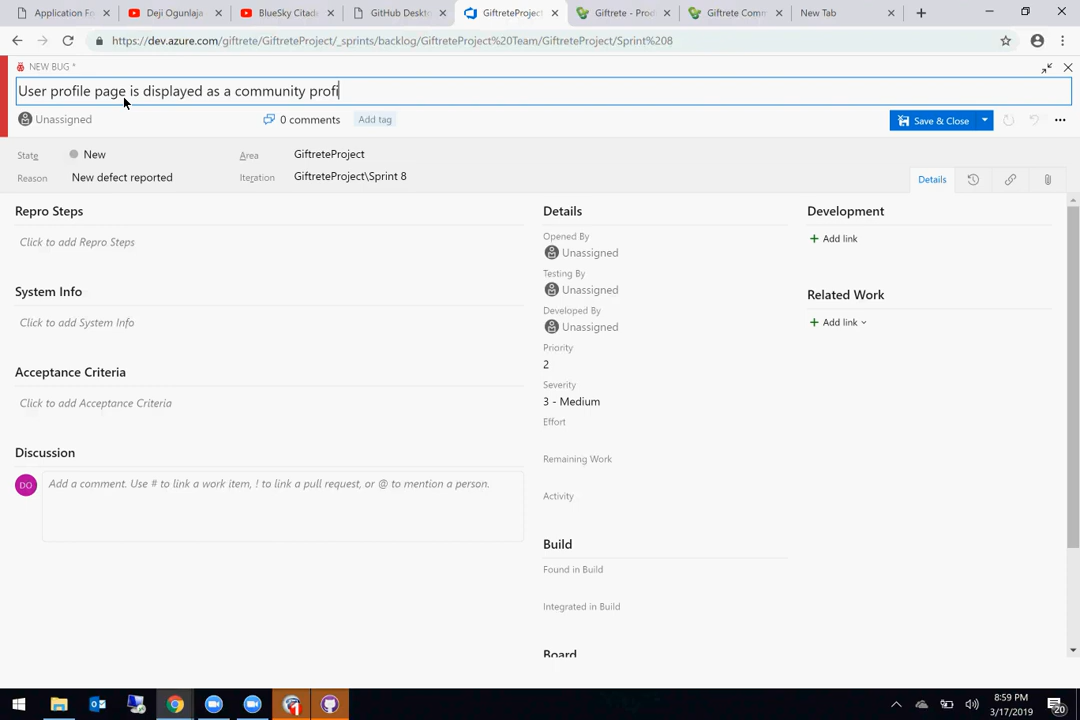 Application Fo
Deji Ogunlaja
BlueSky Citade
GitHub Deskto
GiftreteProject
Giftrete - Prod
Giftrete Comm
New Tab
https://dev.azure.com/giftrete/GiftreteProject/_sprints/backlog/GiftreteProject%20Team/GiftreteProject/Sprint%208
NEW BUG *
User profile page is displayed as a community profi
Unassigned
0 comments
Add tag
Save & Close
State
New
Area
GiftreteProject
Reason
New defect reported
Iteration
GiftreteProject\Sprint 8
Details
Repro Steps
Click to add Repro Steps
System Info
Click to add System Info
Acceptance Criteria
Click to add Acceptance Criteria
Discussion
DO
Add a comment. Use # to link a work item, ! to link a pull request, or @ to mention a person.
Details
Opened By
Unassigned
Testing By
Unassigned
Developed By
Unassigned
Priority
2
Severity
3 - Medium
Effort
Remaining Work
Activity
Build
Found in Build
Integrated in Build
Board
Development
Add link
Related Work
Add link
8:59 PM
3/17/2019
20